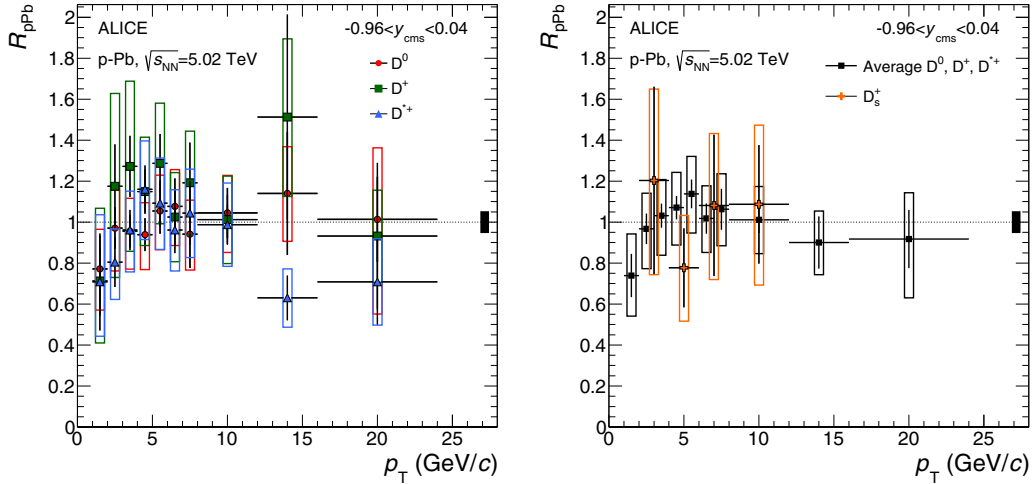 R_pPb
ALICE
-0.96<y_cms<0.04
p-Pb, √s_NN=5.02 TeV
D^0
D^+
D^*+
2
1.8
1.6
1.4
1.2
1
0.8
0.6
0.4
0.2
0
0 5 10 15 20 25
p_T (GeV/c)
R_pPb
ALICE
-0.96<y_cms<0.04
p-Pb, √s_NN=5.02 TeV
Average D^0, D^+, D^*+
D_s^+
2
1.8
1.6
1.4
1.2
1
0.8
0.6
0.4
0.2
0
0 5 10 15 20 25
p_T (GeV/c)